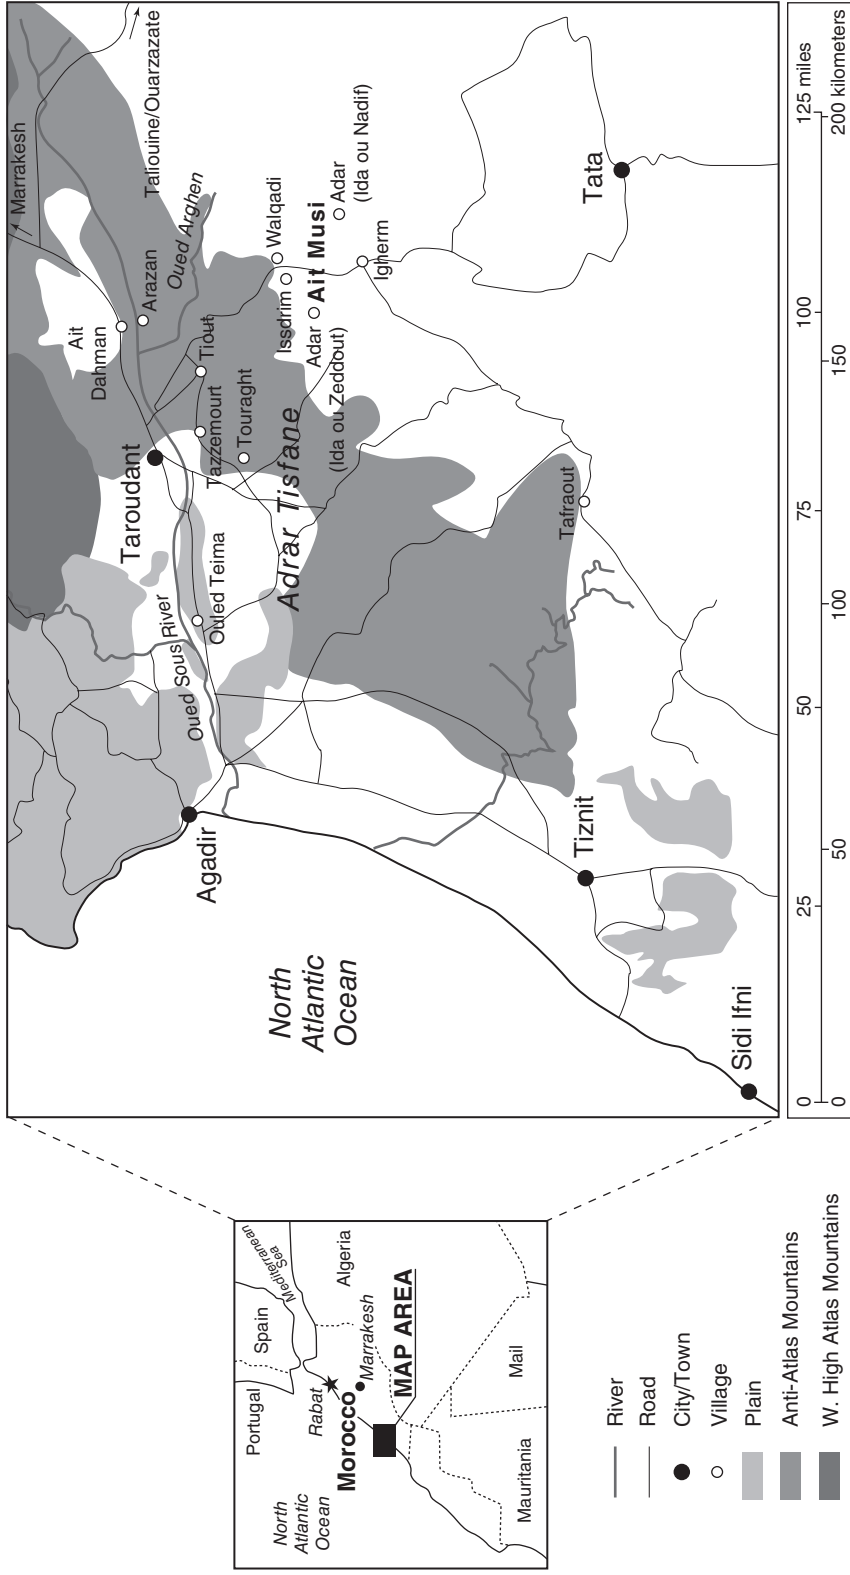 Marrakesh
Taliouine/Ouarzazate
Oued Arghen
Arazan
Ait
Dahman
Walqadi
Issdrim
Ait Musi
Adar
(Ida ou Nadif)
Igherm
Tiout
Adar
(Ida ou Zeddout)
Tazzemourt
Touraght
Tata
Taroudant
Adrar Tisfane
Tafraout
Ouled Teima
Oued Sous River
Agadir
Tiznit
North
Atlantic
Ocean
Sidi Ifni
0 25 50 75 100 125 miles
0 50 100 150 200 kilometers
Portugal
Spain
Mediterranean
Sea
North
Atlantic
Ocean
Rabat
Morocco
Marrakesh
Algeria
MAP AREA
Mauritania
Mail
River
Road
City/Town
Village
Plain
Anti-Atlas Mountains
W. High Atlas Mountains